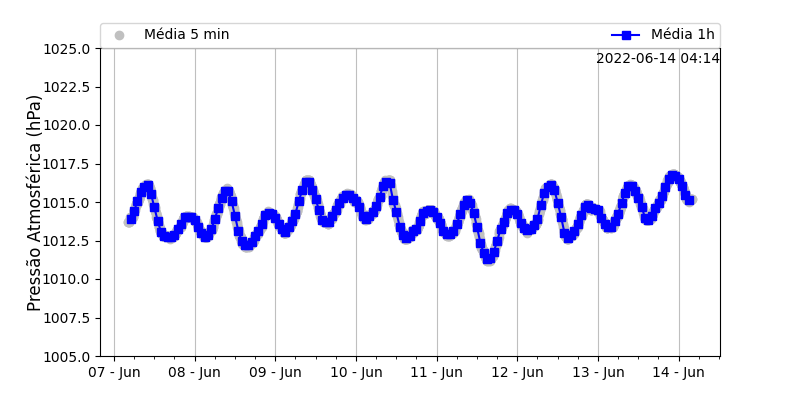 Média 5 min
Média 1h
2022-06-14 04:14
Pressão Atmosférica (hPa)
1025.0
1022.5
1020.0
1017.5
1015.0
1012.5
1010.0
1007.5
1005.0
07 - Jun
08 - Jun
09 - Jun
10 - Jun
11 - Jun
12 - Jun
13 - Jun
14 - Jun